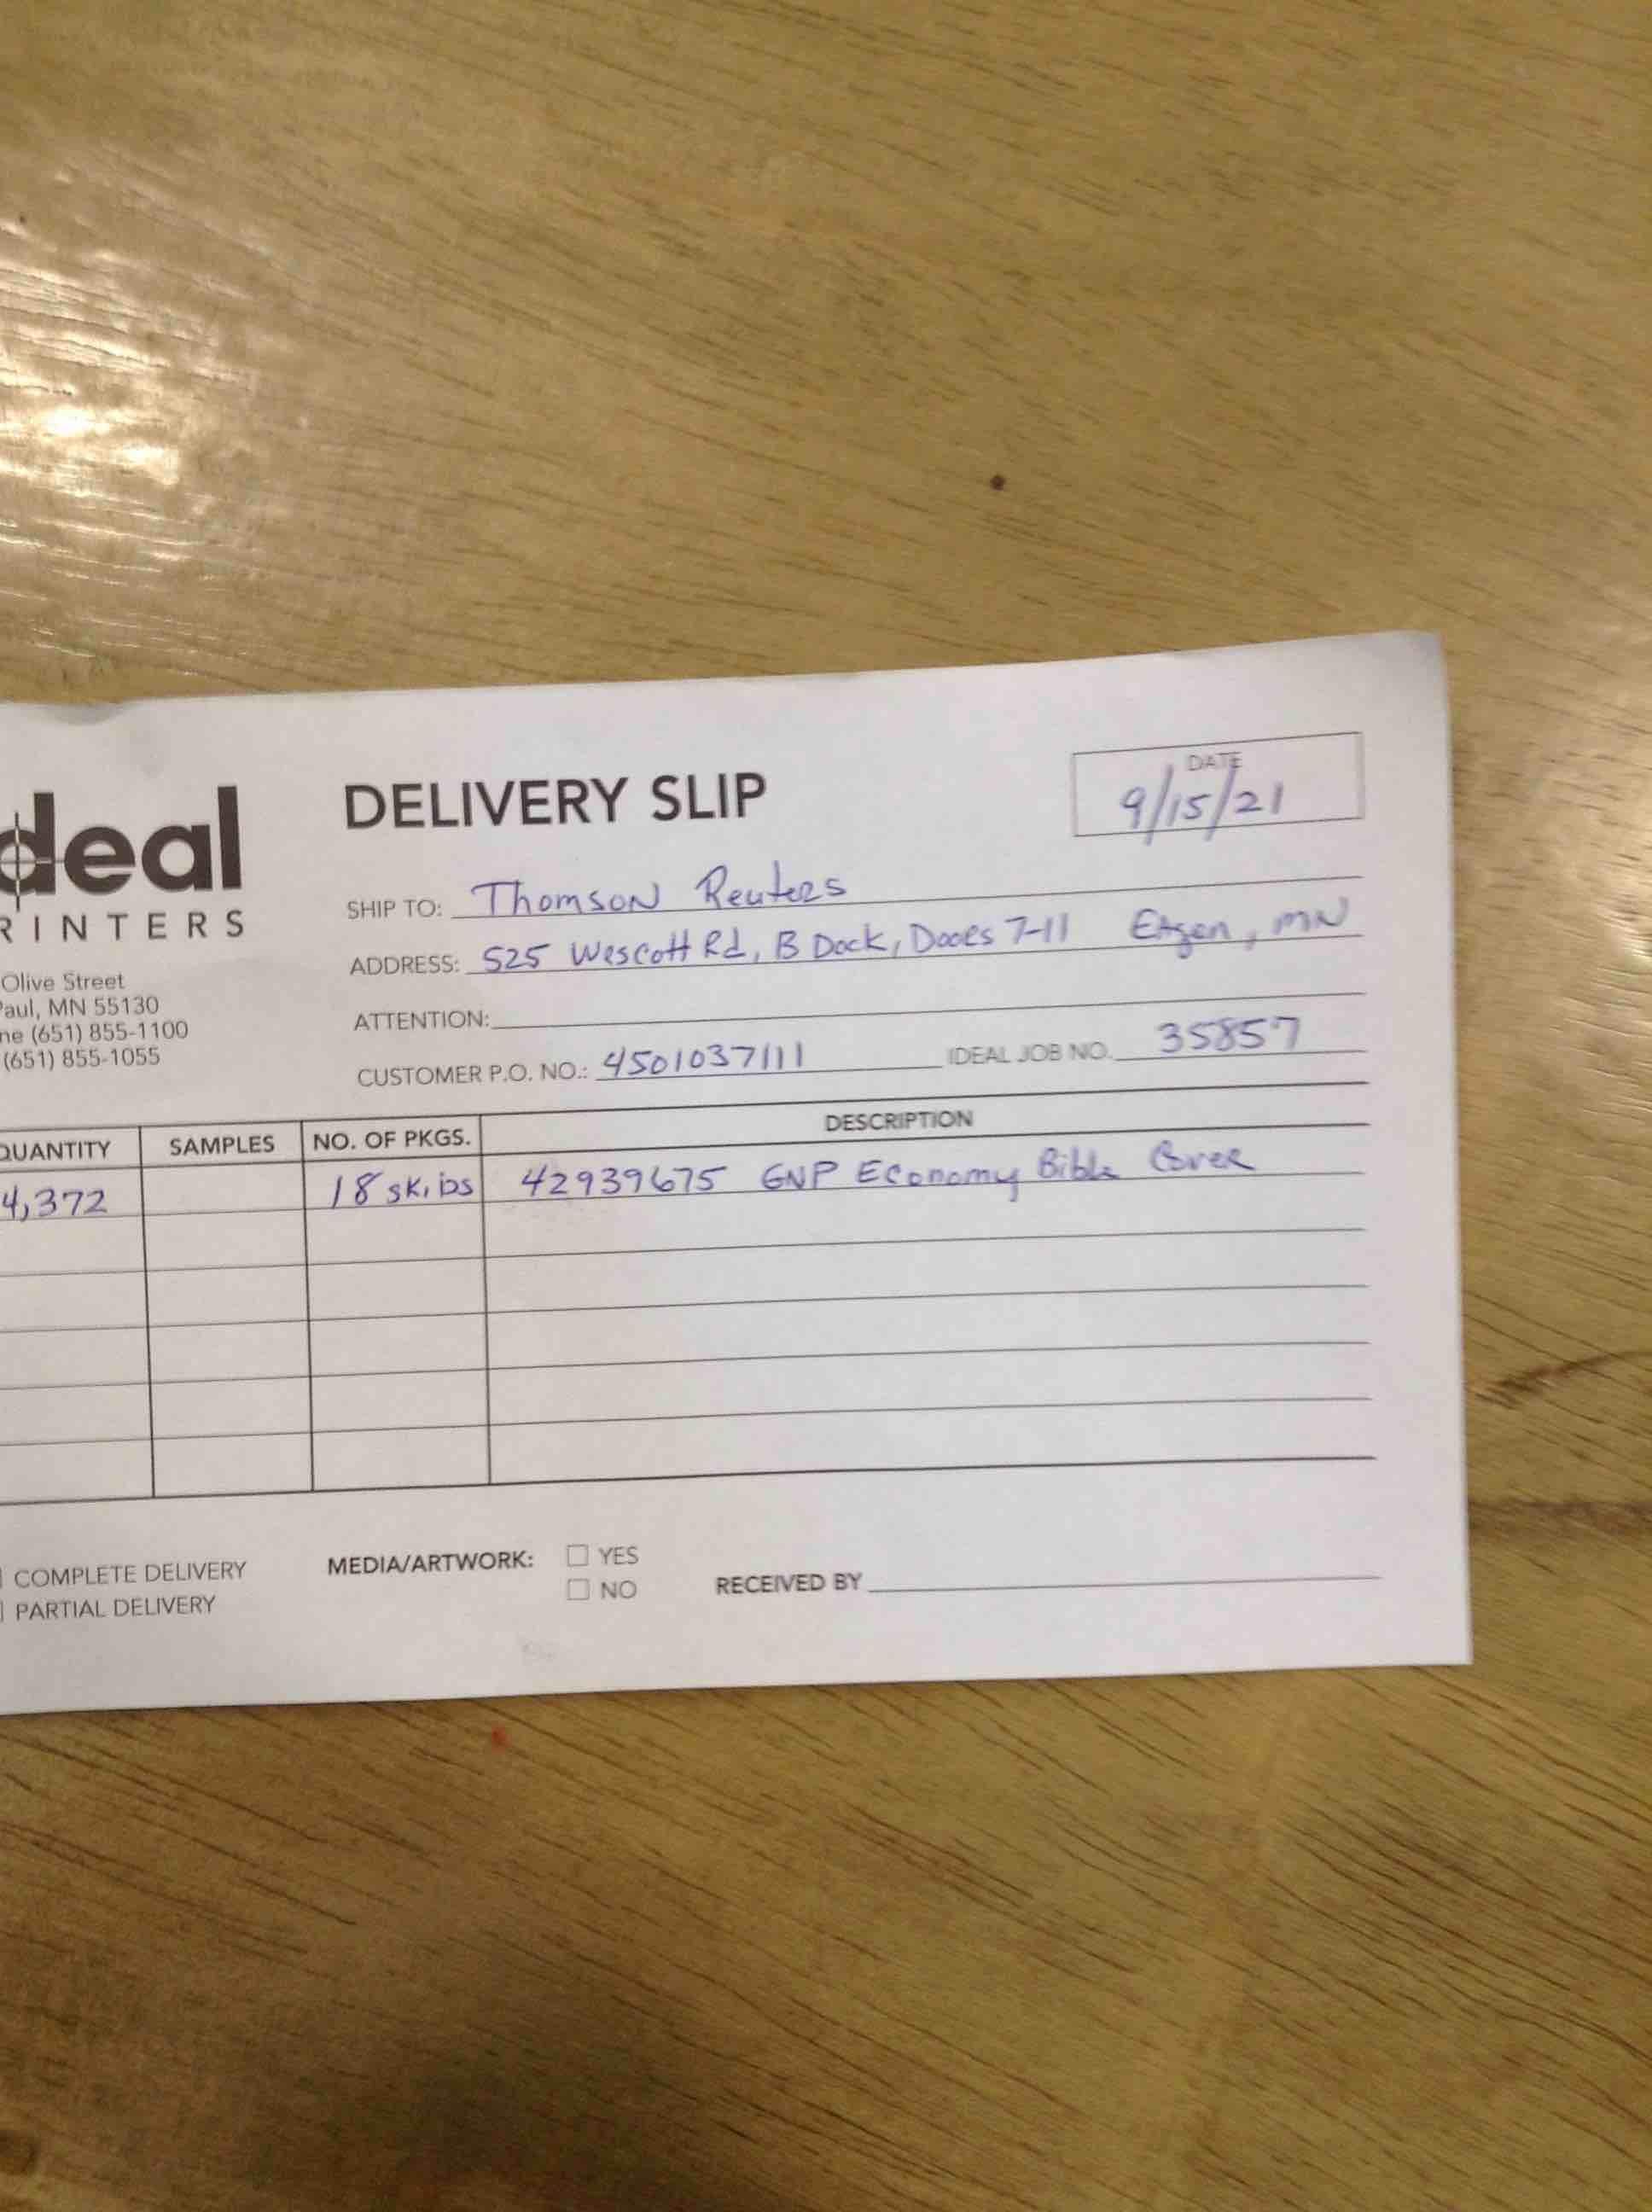 deal
DELIVERY SLIP
DATE
9/15/21
RINTERS
SHIP TO: Thomson Reuters
ADDRESS: 525 Wescott Rd, B Dock, Doors 7-11 Eagan, MN
Olive Street
Paul, MN 55130
ne (651) 855-1100
(651) 855-1055
ATTENTION:
CUSTOMER P.O. NO.: 4501037111 IDEAL JOB NO. 35857
QUANTITY SAMPLES NO. OF PKGS. DESCRIPTION
4,372 18 skids 42939675 GNP Economy Bible Cover
COMPLETE DELIVERY
PARTIAL DELIVERY
MEDIA/ARTWORK: YES
NO
RECEIVED BY